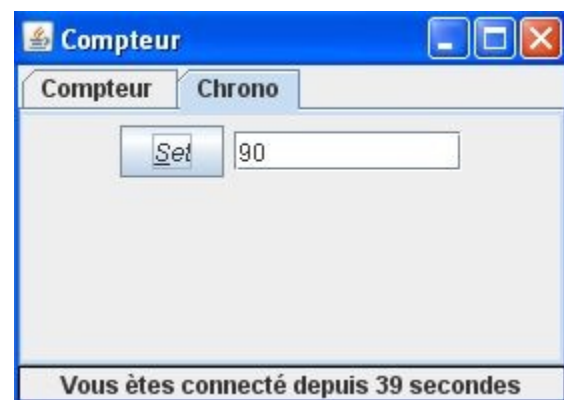 Compteur
Compteur Chrono
Set 90
Vous ètes connecté depuis 39 secondes